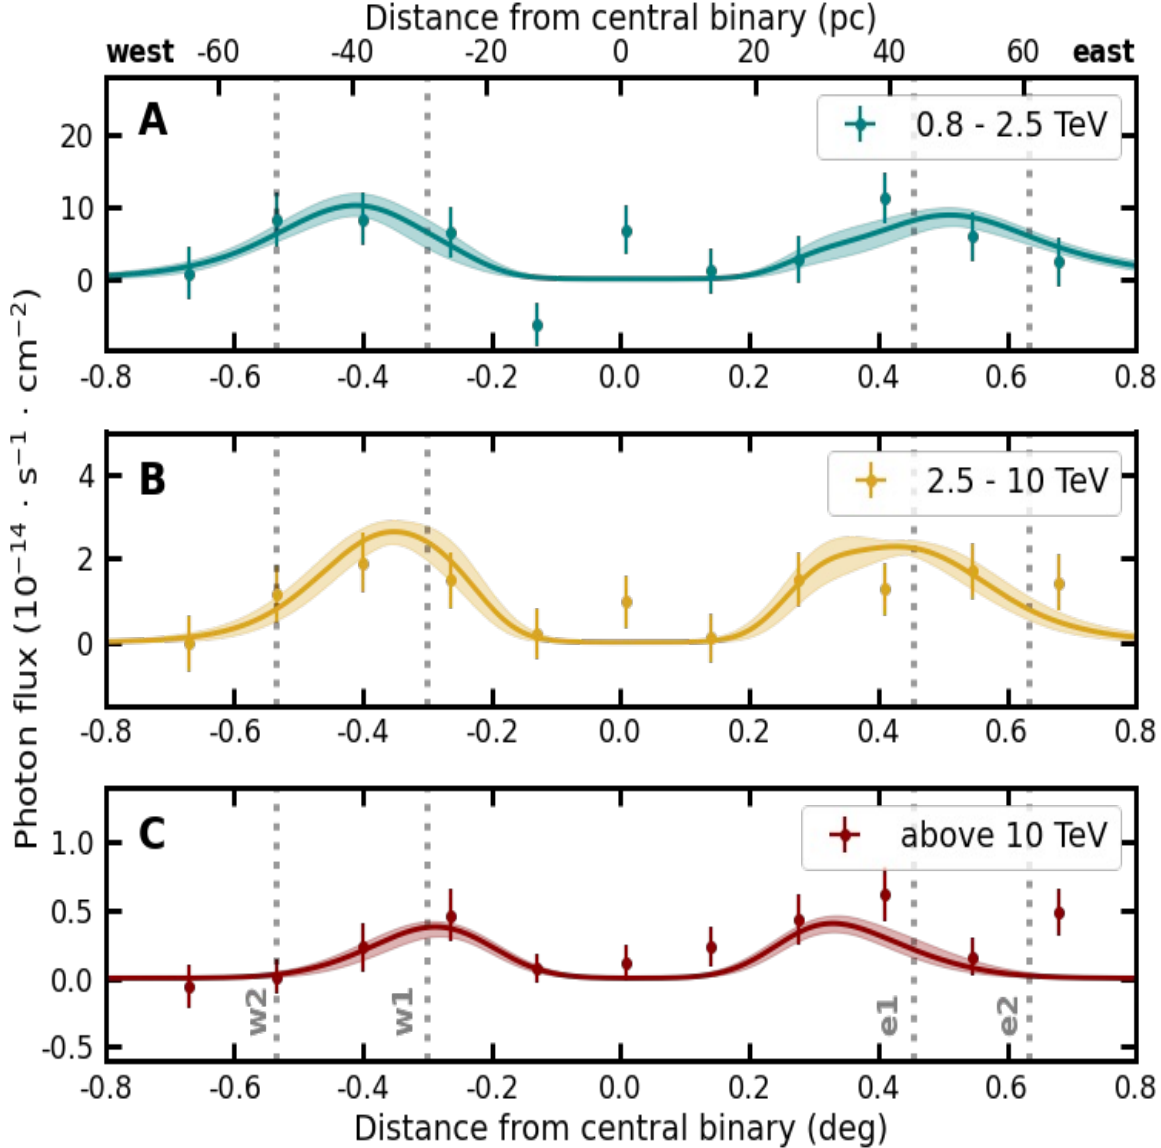 Distance from central binary (pc)
west -60 -40 -20 0 20 40 60 east
A
0.8 - 2.5 TeV
20
10
0
-0.8 -0.6 -0.4 -0.2 0.0 0.2 0.4 0.6 0.8
Photon flux (10⁻¹⁴ · s⁻¹ · cm⁻²)
B
2.5 - 10 TeV
4
2
0
-0.8 -0.6 -0.4 -0.2 0.0 0.2 0.4 0.6 0.8
C
above 10 TeV
1.0
0.5
0.0
-0.5
w2 w1 e1 e2
-0.8 -0.6 -0.4 -0.2 0.0 0.2 0.4 0.6 0.8
Distance from central binary (deg)